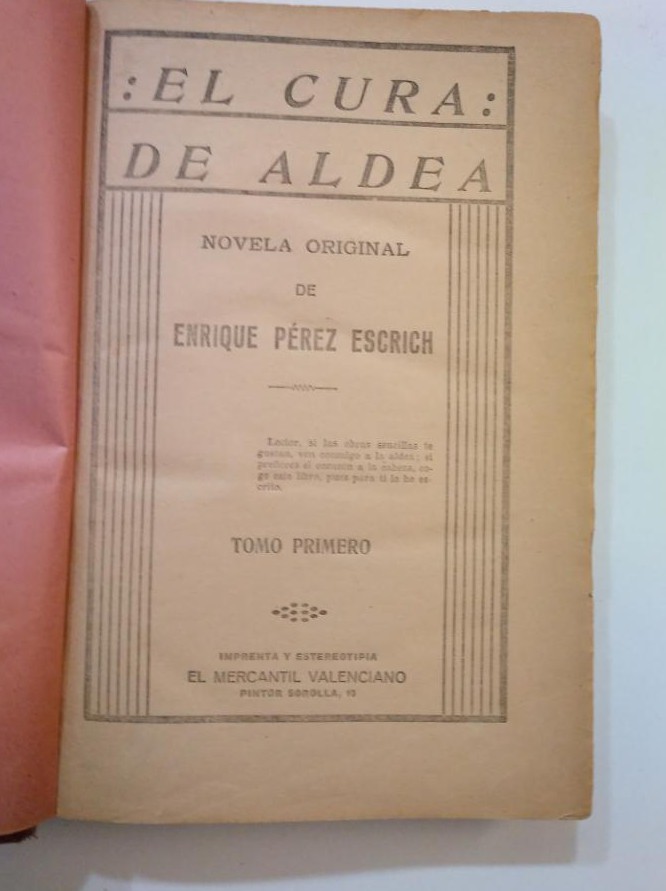 :EL CURA:
DE ALDEA
NOVELA ORIGINAL
DE
ENRIQUE PÉREZ ESCRICH
Lector, si las obras sencillas te
gustan, ven conmigo a la aldea; si
prefieres el corazón a la cabeza, co-
ge este libro, pues para ti lo he es-
crito.
TOMO PRIMERO
IMPRENTA Y ESTEREOTIPIA
EL MERCANTIL VALENCIANO
PINTOR SOROLLA, 13